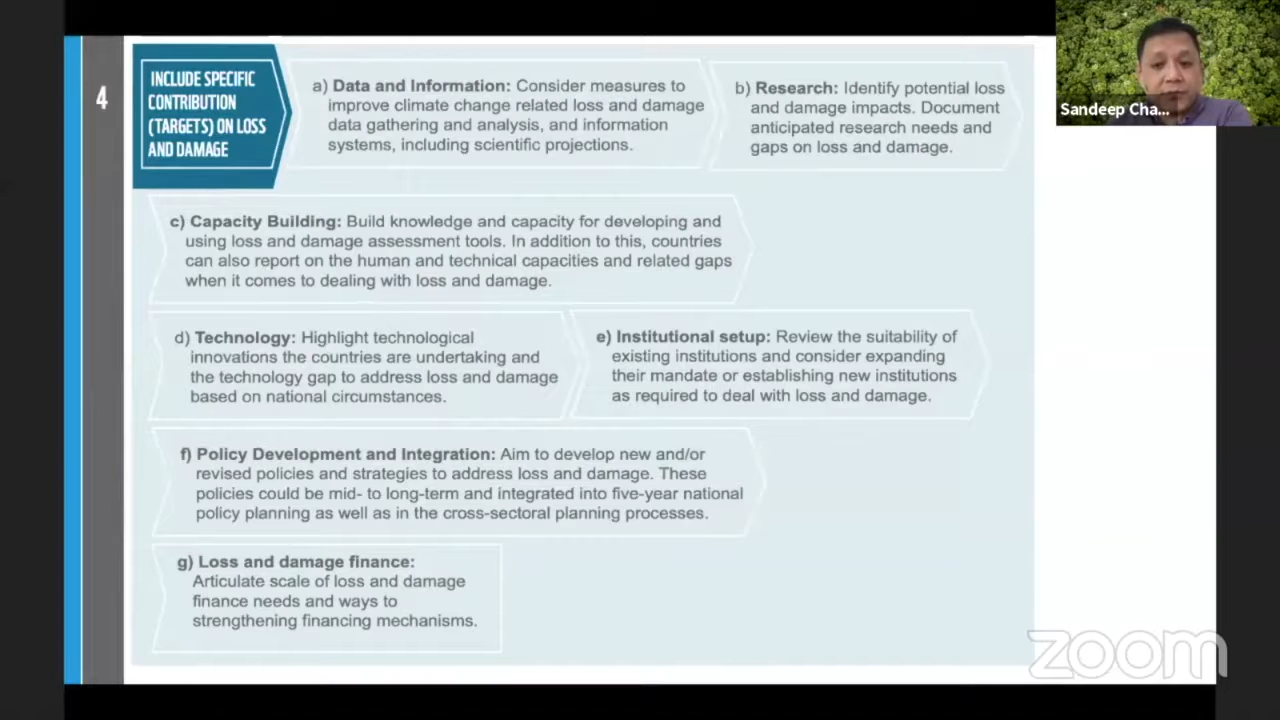 4
INCLUDE SPECIFIC
CONTRIBUTION
(TARGETS) ON LOSS
AND DAMAGE
a) Data and Information: Consider measures to
improve climate change related loss and damage
data gathering and analysis, and information
systems, including scientific projections.
b) Research: Identify potential loss
and damage impacts. Document
anticipated research needs and
gaps on loss and damage.
Sandeep Cha...
c) Capacity Building: Build knowledge and capacity for developing and
using loss and damage assessment tools. In addition to this, countries
can also report on the human and technical capacities and related gaps
when it comes to dealing with loss and damage.
d) Technology: Highlight technological
innovations the countries are undertaking and
the technology gap to address loss and damage
based on national circumstances.
e) Institutional setup: Review the suitability of
existing institutions and consider expanding
their mandate or establishing new institutions
as required to deal with loss and damage.
f) Policy Development and Integration: Aim to develop new and/or
revised policies and strategies to address loss and damage. These
policies could be mid- to long-term and integrated into five-year national
policy planning as well as in the cross-sectoral planning processes.
g) Loss and damage finance:
Articulate scale of loss and damage
finance needs and ways to
strengthening financing mechanisms.
zoom